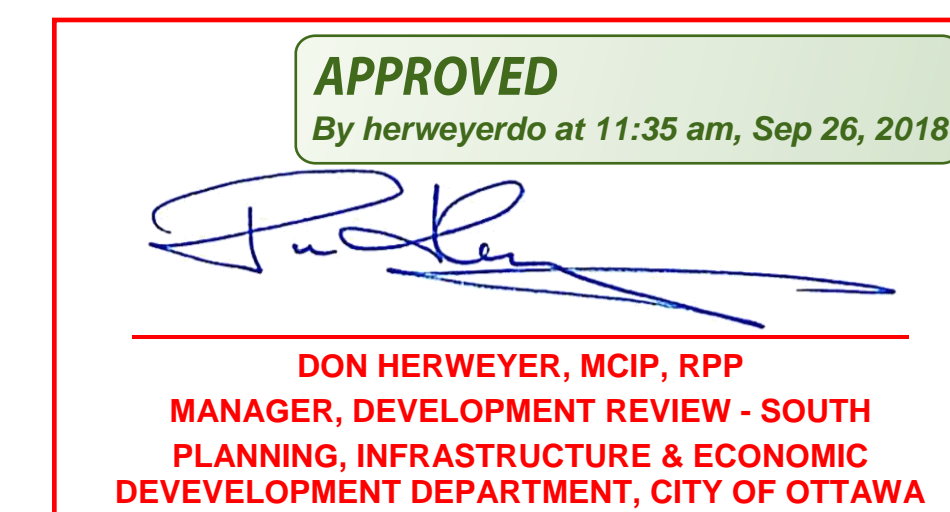 APPROVED
By herweyerdo at 11:35 am, Sep 26, 2018
DON HERWEYER, MCIP, RPP
MANAGER, DEVELOPMENT REVIEW - SOUTH
PLANNING, INFRASTRUCTURE & ECONOMIC
DEVEVELOPMENT DEPARTMENT, CITY OF OTTAWA